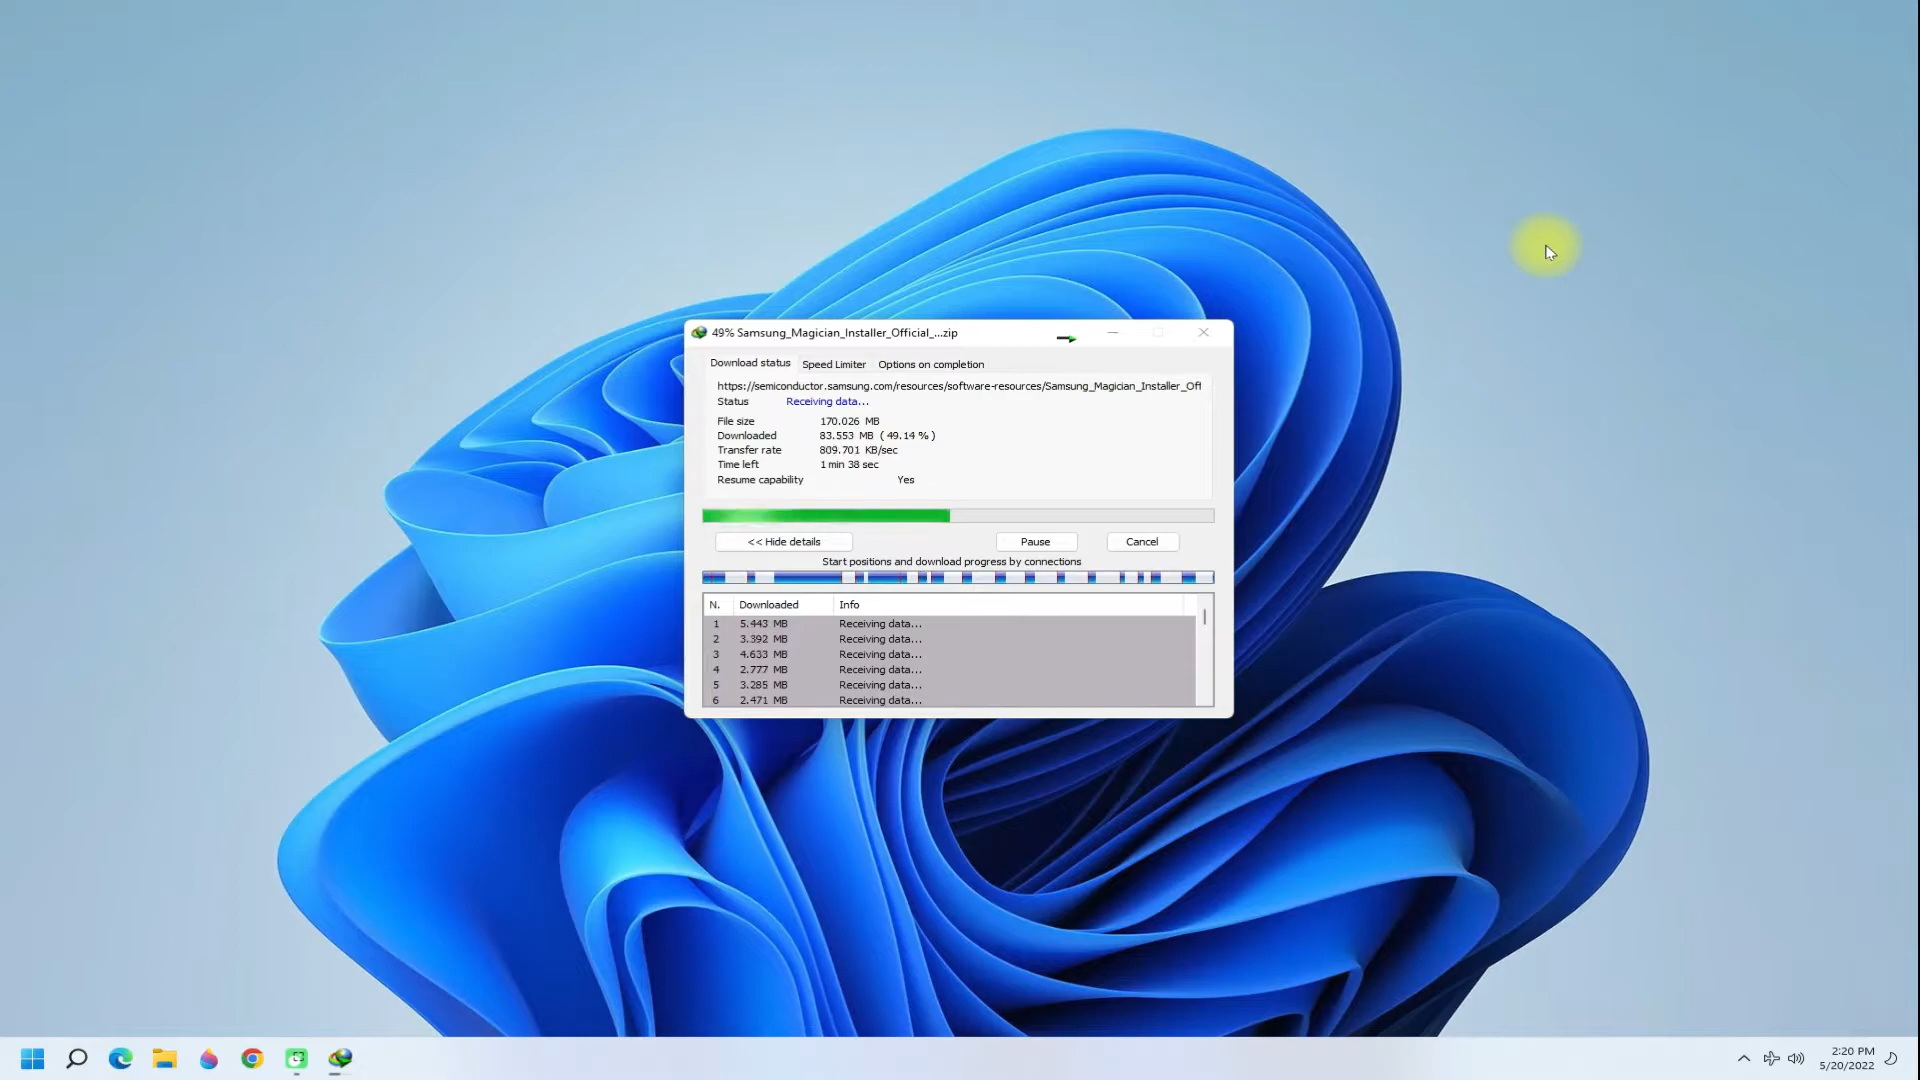 49% Samsung_Magician_Installer_Official_...zip
Download status Speed Limiter Options on completion
https://semiconductor.samsung.com/resources/software-resources/Samsung_Magician_Installer_Off
Status Receiving data...
File size 170.026 MB
Downloaded 83.553 MB ( 49.14 % )
Transfer rate 809.701 KB/sec
Time left 1 min 38 sec
Resume capability Yes
<< Hide details Pause Cancel
Start positions and download progress by connections
N. Downloaded Info
1 5.443 MB Receiving data...
2 3.392 MB Receiving data...
3 4.633 MB Receiving data...
4 2.777 MB Receiving data...
5 3.285 MB Receiving data...
6 2.471 MB Receiving data...
2:20 PM
5/20/2022